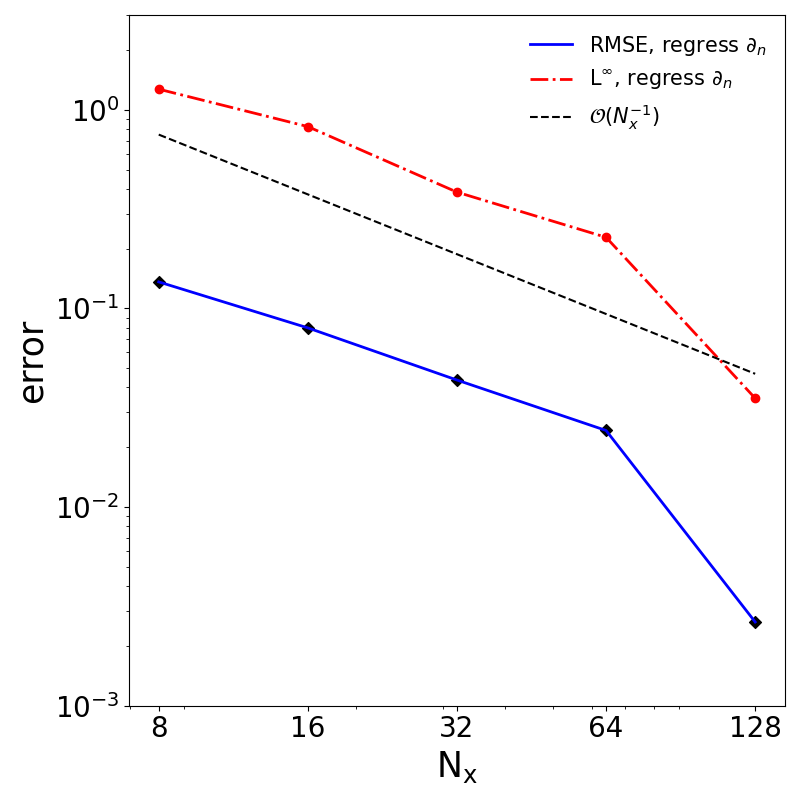 RMSE, regress ∂ₙ
L^∞, regress ∂ₙ
𝒪(Nₓ⁻¹)
10⁰
10⁻¹
10⁻²
10⁻³
error
8 16 32 64 128
Nₓ